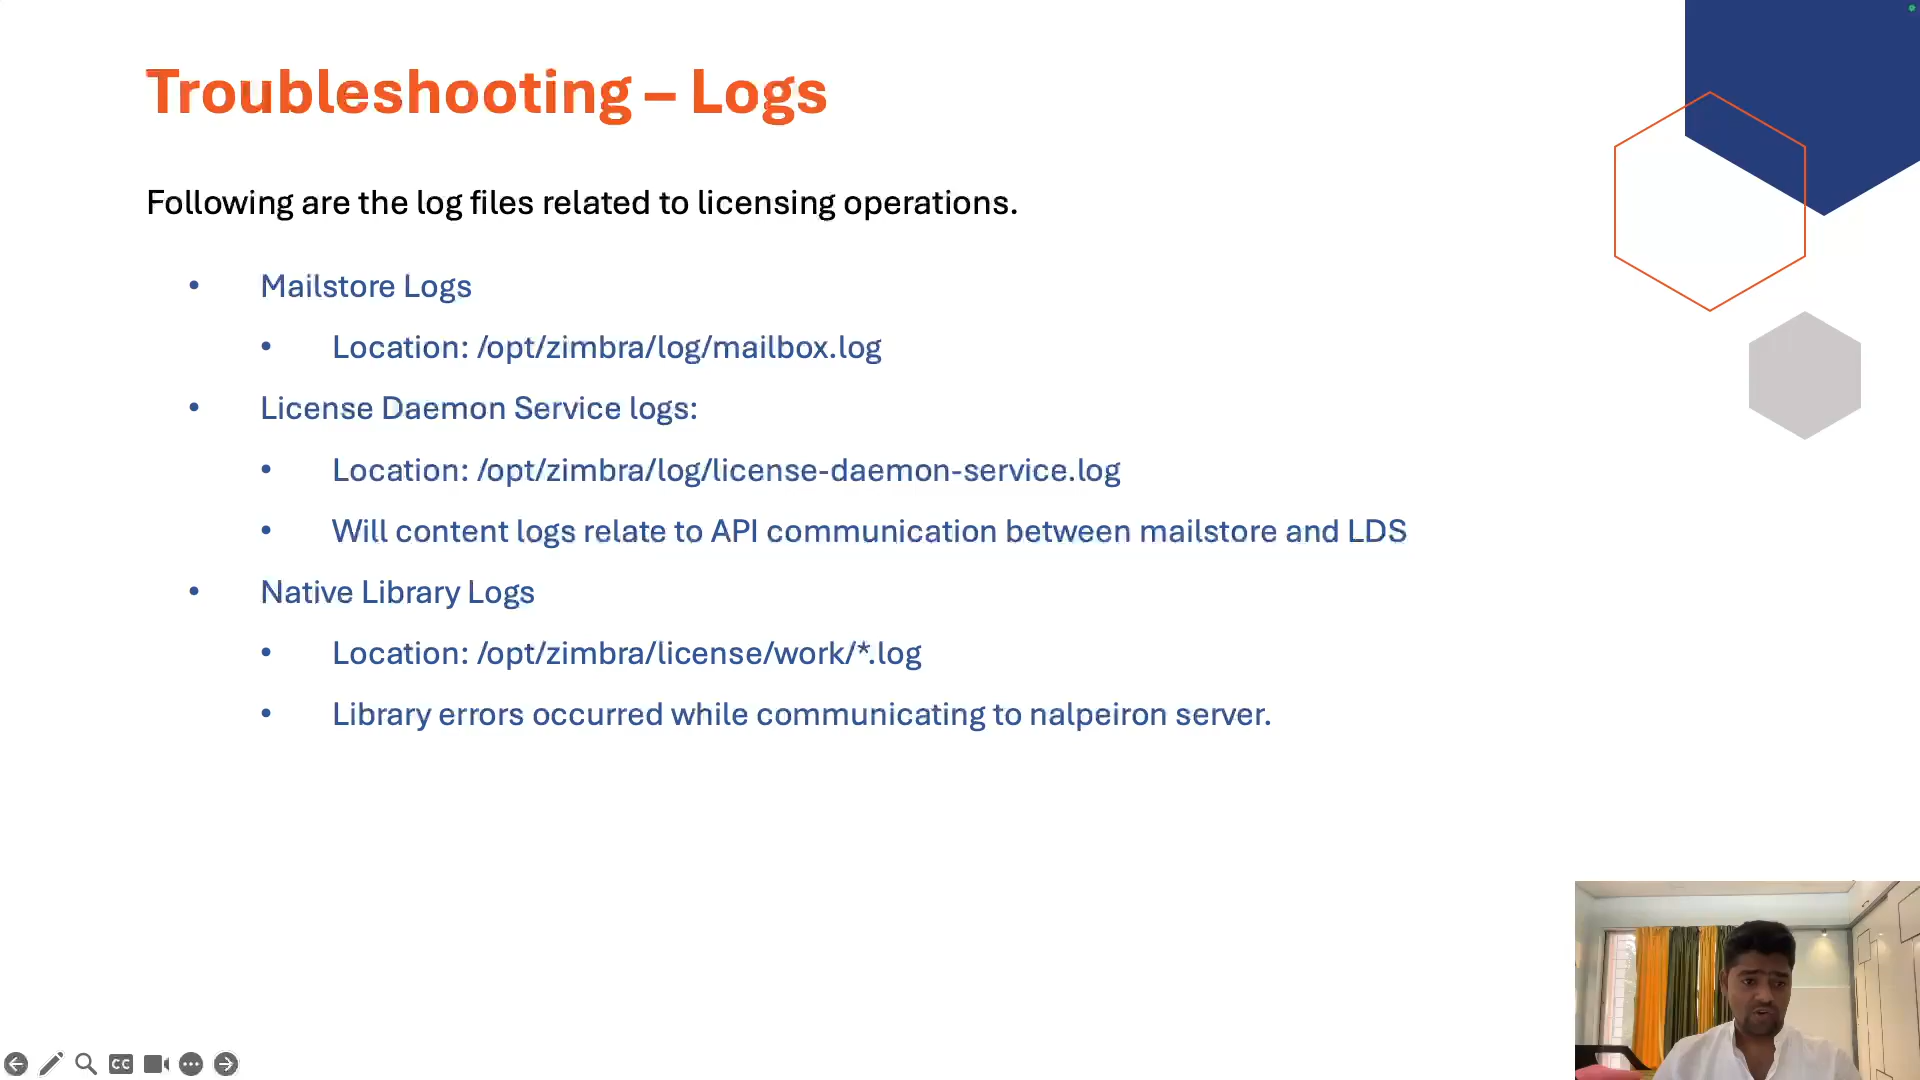 Troubleshooting – Logs
Following are the log files related to licensing operations.
• Mailstore Logs
• Location: /opt/zimbra/log/mailbox.log
• License Daemon Service logs:
• Location: /opt/zimbra/log/license-daemon-service.log
• Will content logs relate to API communication between mailstore and LDS
• Native Library Logs
• Location: /opt/zimbra/license/work/*.log
• Library errors occurred while communicating to nalpeiron server.
CC